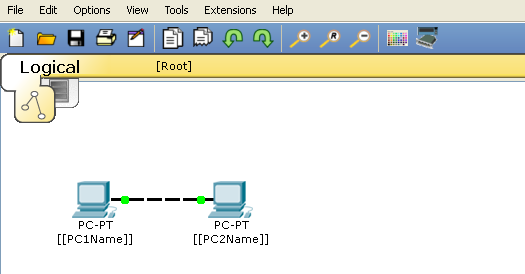 File Edit Options View Tools Extensions Help
R
Logical [Root]
PC-PT PC-PT
[[PC1Name]] [[PC2Name]]